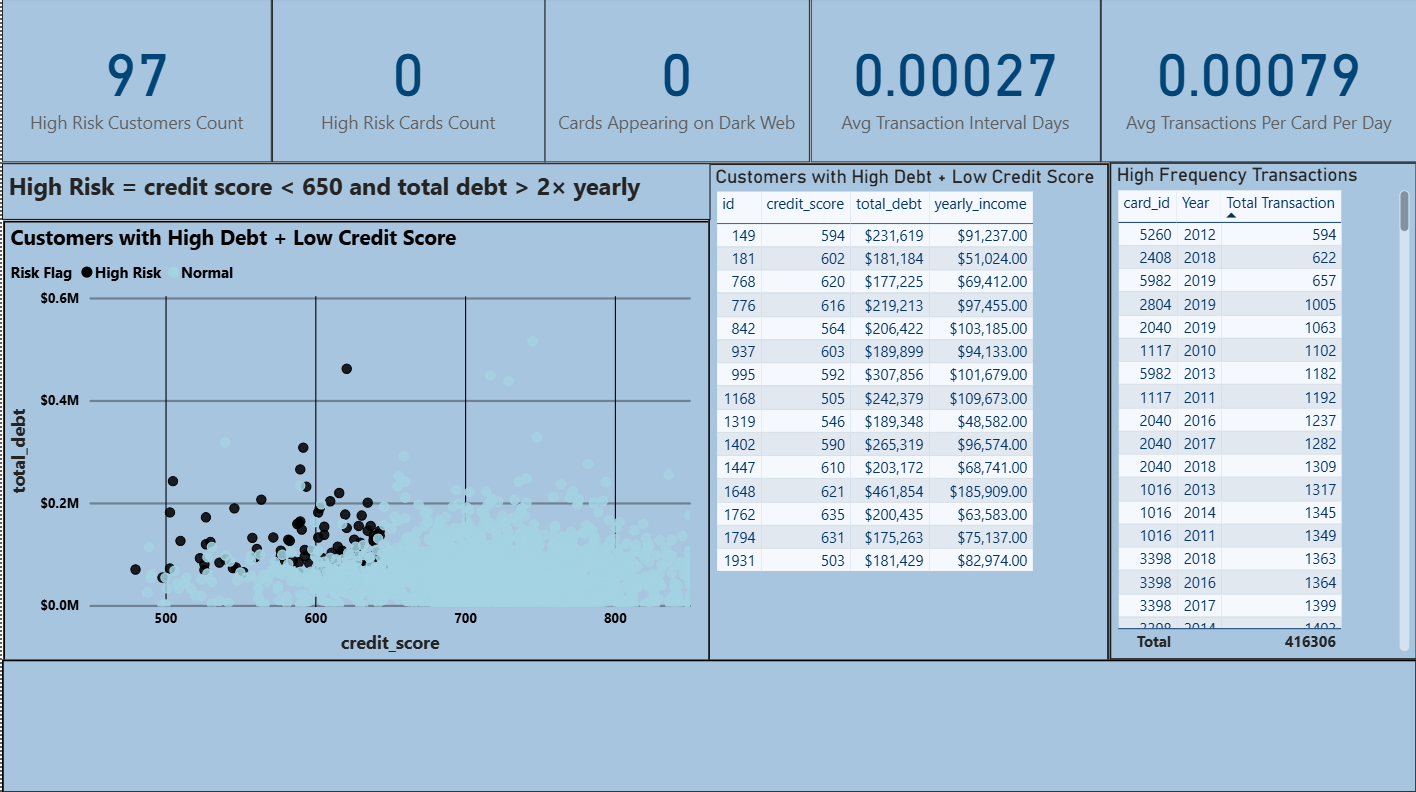 97
High Risk Customers Count
0
High Risk Cards Count
0
Cards Appearing on Dark Web
0.00027
Avg Transaction Interval Days
0.00079
Avg Transactions Per Card Per Day
High Risk = credit score < 650 and total debt > 2× yearly
Customers with High Debt + Low Credit Score
Risk Flag High Risk Normal
$0.6M
$0.4M
$0.2M
$0.0M
total_debt
500 600 700 800
credit_score
Customers with High Debt + Low Credit Score
id credit_score total_debt yearly_income
149 594 $231,619 $91,237.00
181 602 $181,184 $51,024.00
768 620 $177,225 $69,412.00
776 616 $219,213 $97,455.00
842 564 $206,422 $103,185.00
937 603 $189,899 $94,133.00
995 592 $307,856 $101,679.00
1168 505 $242,379 $109,673.00
1319 546 $189,348 $48,582.00
1402 590 $265,319 $96,574.00
1447 610 $203,172 $68,741.00
1648 621 $461,854 $185,909.00
1762 635 $200,435 $63,583.00
1794 631 $175,263 $75,137.00
1931 503 $181,429 $82,974.00
High Frequency Transactions
card_id Year Total Transaction
5260 2012 594
2408 2018 622
5982 2019 657
2804 2019 1005
2040 2019 1063
1117 2010 1102
5982 2013 1182
1117 2011 1192
2040 2016 1237
2040 2017 1282
2040 2018 1309
1016 2013 1317
1016 2014 1345
1016 2011 1349
3398 2018 1363
3398 2016 1364
3398 2017 1399
Total 416306